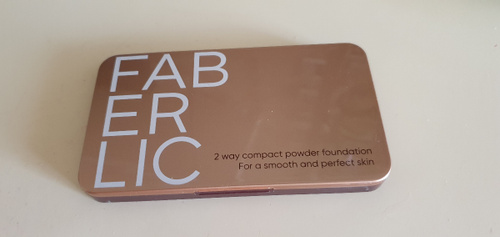 FAB
ER
LIC
2 way compact powder foundation
For a smooth and perfect skin